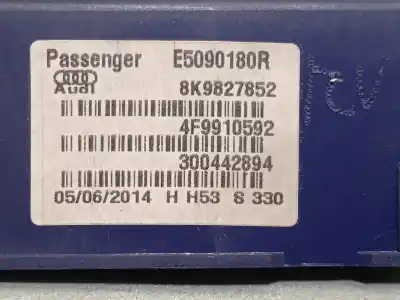 Passenger E5090180R
Audi 8K9827852
4F9910592
300442894
05/06/2014 H H53 S 330